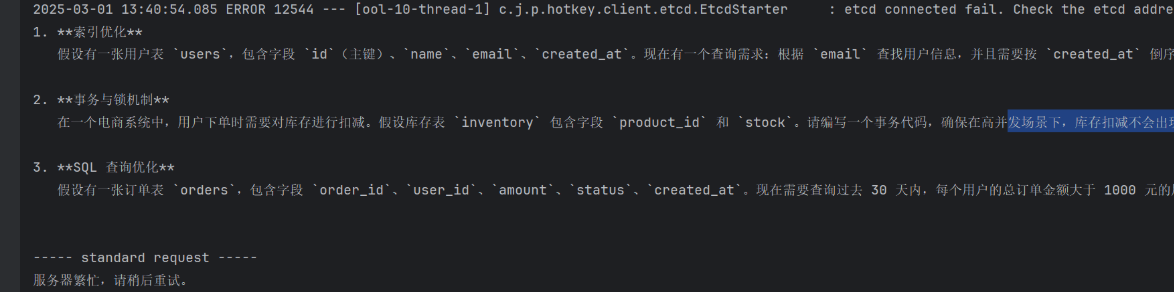 2025-03-01 13:40:54.085 ERROR 12544 --- [ool-10-thread-1] c.j.p.hotkey.client.etcd.EtcdStarter : etcd connected fail. Check the etcd addre
1. **索引优化**
假设有一张用户表 `users`，包含字段 `id`（主键）、`name`、`email`、`created_at`。现在有一个查询需求：根据 `email` 查找用户信息，并且需要按 `created_at` 倒序
2. **事务与锁机制**
在一个电商系统中，用户下单时需要对库存进行扣减。假设库存表 `inventory` 包含字段 `product_id` 和 `stock`。请编写一个事务代码，确保在高并发场景下，库存扣减不会出现
3. **SQL 查询优化**
假设有一张订单表 `orders`，包含字段 `order_id`、`user_id`、`amount`、`status`、`created_at`。现在需要查询过去 30 天内，每个用户的总订单金额大于 1000 元的
----- standard request -----
服务器繁忙，请稍后重试。